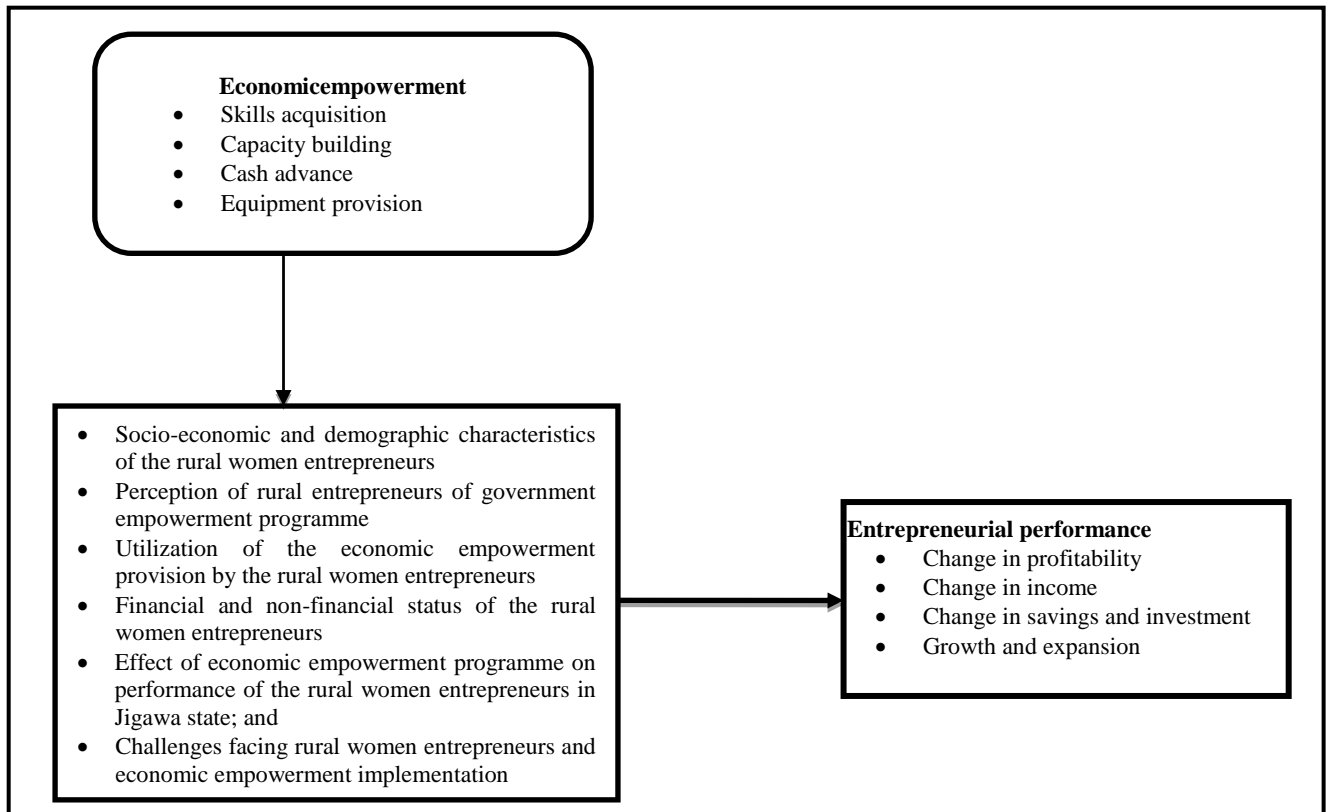 Economicempowerment
• Skills acquisition
• Capacity building
• Cash advance
• Equipment provision
• Socio-economic and demographic characteristics
of the rural women entrepreneurs
• Perception of rural entrepreneurs of government
empowerment programme
• Utilization of the economic empowerment
provision by the rural women entrepreneurs
• Financial and non-financial status of the rural
women entrepreneurs
• Effect of economic empowerment programme on
performance of the rural women entrepreneurs in
Jigawa state; and
• Challenges facing rural women entrepreneurs and
economic empowerment implementation
Entrepreneurial performance
• Change in profitability
• Change in income
• Change in savings and investment
• Growth and expansion